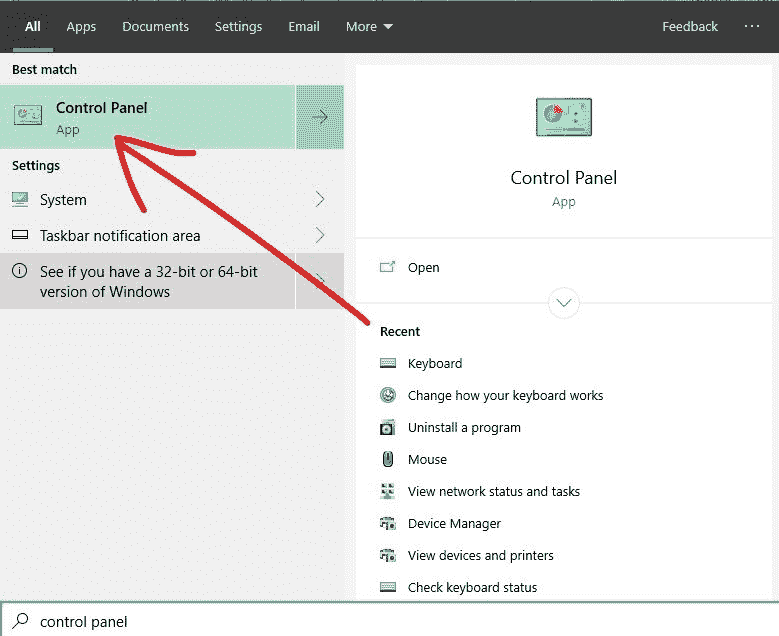 All Apps Documents Settings Email More Feedback ...
Best match
Control Panel
App
Settings
System
Taskbar notification area
See if you have a 32-bit or 64-bit
version of Windows
Control Panel
App
Open
Recent
Keyboard
Change how your keyboard works
Uninstall a program
Mouse
View network status and tasks
Device Manager
View devices and printers
Check keyboard status
control panel